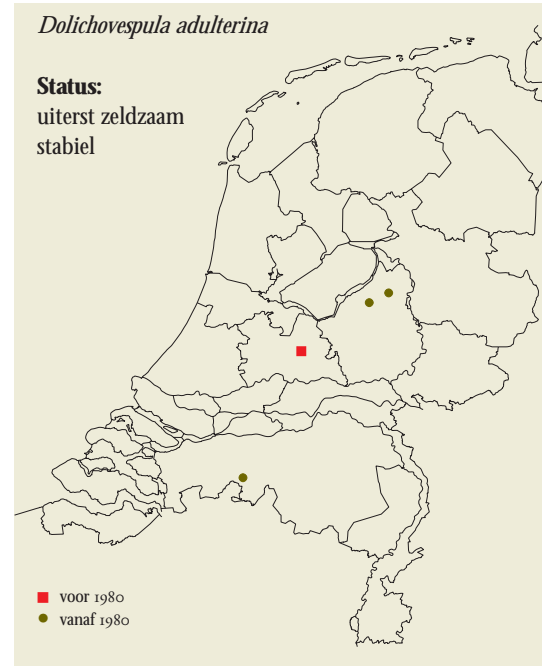 Dolichovespula adulterina
Status:
uiterst zeldzaam
stabiel
voor 1980
vanaf 1980